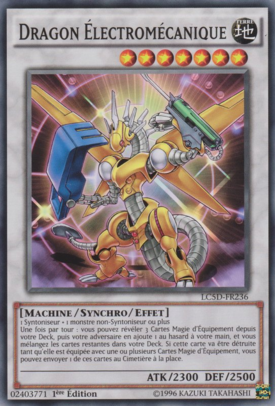 DRAGON ÉLECTROMÉCANIQUE
TERRE
LC5D-FR236
[MACHINE / SYNCHRO / EFFET]
1 « Syntoniseur » + 1 monstre non-Syntoniseur ou plus
Une fois par tour : vous pouvez révéler 3 Cartes Magie d'Équipement depuis
votre Deck, puis votre adversaire en ajoute 1 au hasard à votre main, et vous
mélangez les cartes restantes dans votre Deck. Si cette carte va être détruite
tant qu'elle est équipée avec une ou plusieurs Cartes Magie d'Équipement, vous
pouvez envoyer 1 de ces cartes au Cimetière à la place.
ATK/2300 DEF/2500
02403771 1ère Édition ©1996 KAZUKI TAKAHASHI